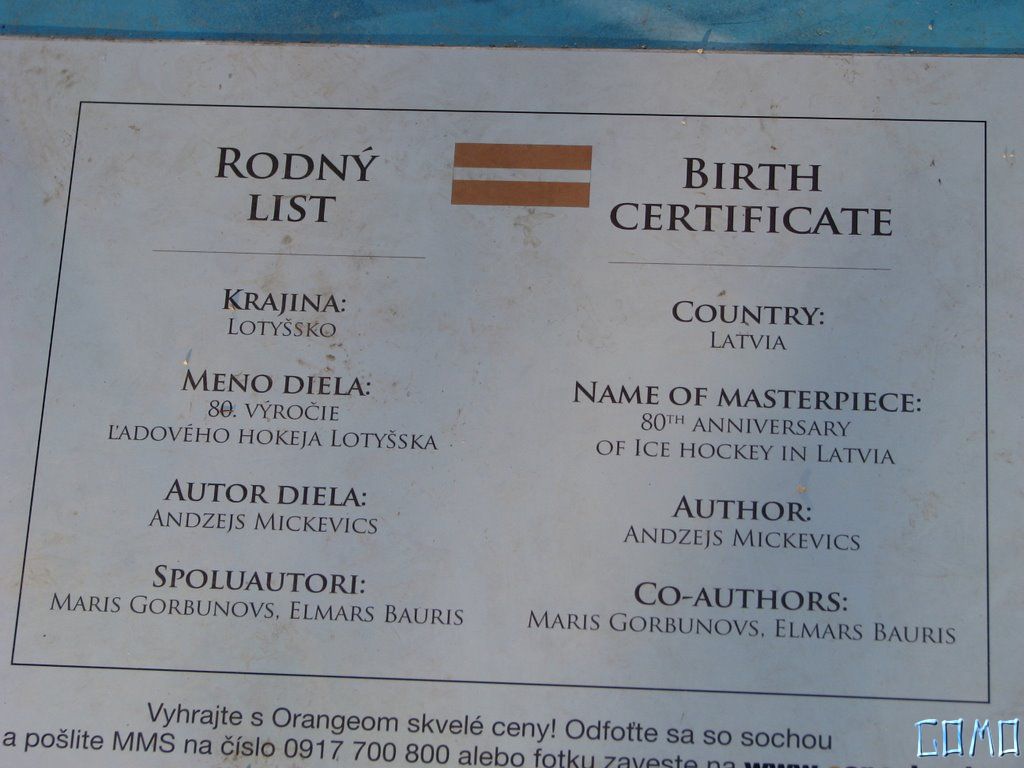 RODNÝ
LIST
KRAJINA:
LOTYŠSKO
MENO DIELA:
80. VÝROČIE
ĽADOVÉHO HOKEJA LOTYŠSKA
AUTOR DIELA:
ANDZEJS MICKEVICS
SPOLUAUTORI:
MARIS GORBUNOVS, ELMARS BAURIS
BIRTH
CERTIFICATE
COUNTRY:
LATVIA
NAME OF MASTERPIECE:
80TH ANNIVERSARY
OF ICE HOCKEY IN LATVIA
AUTHOR:
ANDZEJS MICKEVICS
CO-AUTHORS:
MARIS GORBUNOVS, ELMARS BAURIS
Vyhrajte s Orangeom skvelé ceny! Odfoťte sa so sochou
a pošlite MMS na číslo 0917 700 800 alebo fotku zaveste na
GOMO